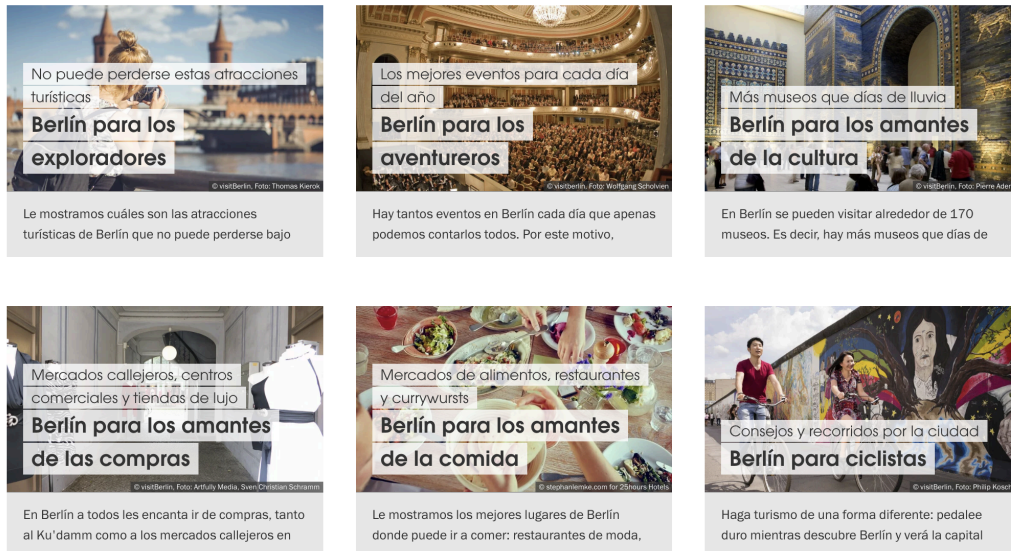 No puede perderse estas atracciones
turísticas
Berlín para los
exploradores
© visitBerlin, Foto: Thomas Kierok
Le mostramos cuáles son las atracciones
turísticas de Berlín que no puede perderse bajo
Los mejores eventos para cada día
del año
Berlín para los
aventureros
© visitberlin, Foto: Wolfgang Scholvien
Hay tantos eventos en Berlín cada día que apenas
podemos contarlos todos. Por este motivo,
Más museos que días de lluvia
Berlín para los amantes
de la cultura
© visitBerlin, Foto: Pierre Ader
En Berlín se pueden visitar alrededor de 170
museos. Es decir, hay más museos que días de
Mercados callejeros, centros
comerciales y tiendas de lujo
Berlín para los amantes
de las compras
© visitBerlin, Foto: Artfully Media, Sven Christian Schramm
En Berlín a todos les encanta ir de compras, tanto
al Ku'damm como a los mercados callejeros en
Mercados de alimentos, restaurantes
y currywursts
Berlín para los amantes
de la comida
© stephanlemke.com for 25hours Hotels
Le mostramos los mejores lugares de Berlín
donde puede ir a comer: restaurantes de moda,
Consejos y recorridos por la ciudad
Berlín para ciclistas
© visitBerlin, Foto: Philip Kosch
Haga turismo de una forma diferente: pedalee
duro mientras descubre Berlín y verá la capital